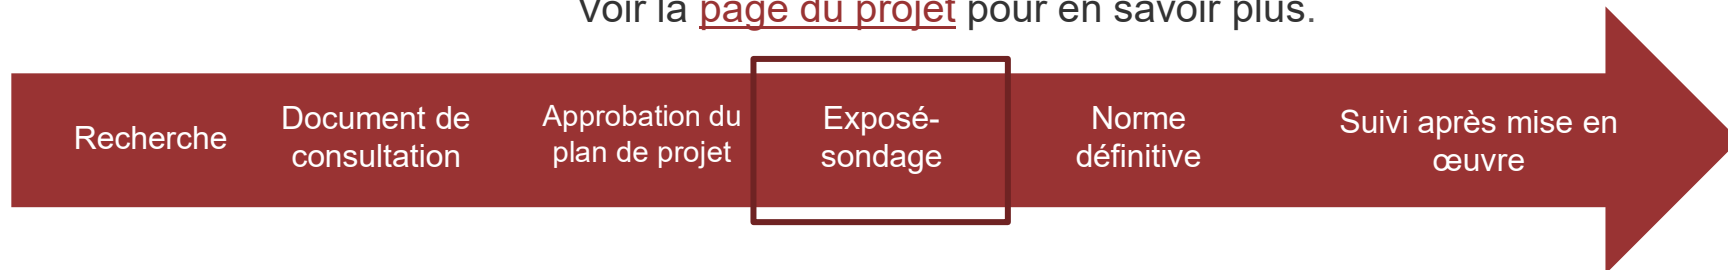 Voir la page du projet pour en savoir plus.
Recherche
Document de
consultation
Approbation du
plan de projet
Exposé-
sondage
Norme
définitive
Suivi après mise en
œuvre